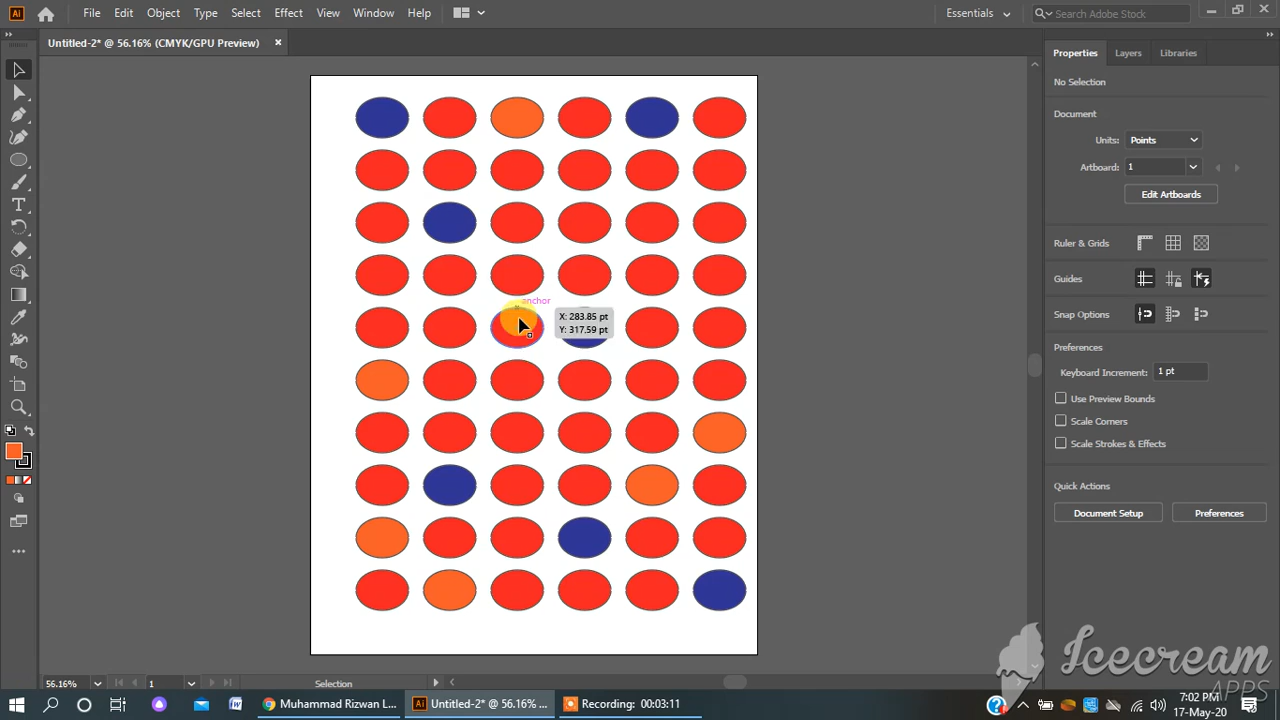 Ai File Edit Object Type Select Effect View Window Help Essentials Search Adobe Stock
Untitled-2* @ 56.16% (CMYK/GPU Preview)
Properties Layers Libraries
No Selection
Document
Units: Points
Artboard: 1
Edit Artboards
Ruler & Grids
Guides
Snap Options
Preferences
Keyboard Increment: 1 pt
Use Preview Bounds
Scale Corners
Scale Strokes & Effects
Quick Actions
Document Setup Preferences
anchor
X: 283.85 pt
Y: 317.59 pt
56.16% 1 Selection
Icecream
APPS
Muhammad Rizwan L... Untitled-2* @ 56.16% ... Recording: 00:03:11
7:02 PM
17-May-20